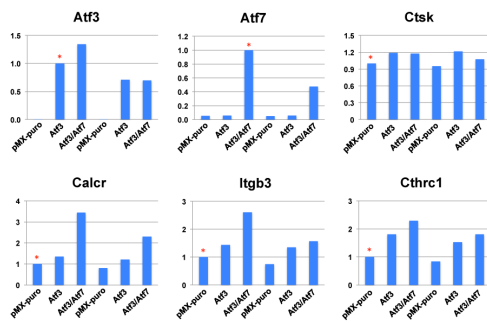 Atf3
1.5
1.0
0.5
0.0
*
pMX-puro
Atf3
Atf3/Atf7
pMX-puro
Atf3
Atf3/Atf7
Atf7
1.2
1.0
0.8
0.6
0.4
0.2
0.0
*
pMX-puro
Atf3
Atf3/Atf7
pMX-puro
Atf3
Atf3/Atf7
Ctsk
1.5
1.2
0.9
0.6
0.3
0
*
pMX-puro
Atf3
Atf3/Atf7
pMX-puro
Atf3
Atf3/Atf7
Calcr
4
3
2
1
0
*
pMX-puro
Atf3
Atf3/Atf7
pMX-puro
Atf3
Atf3/Atf7
Itgb3
3
2
1
0
*
pMX-puro
Atf3
Atf3/Atf7
pMX-puro
Atf3
Atf3/Atf7
Cthrc1
3
2
1
0
*
pMX-puro
Atf3
Atf3/Atf7
pMX-puro
Atf3
Atf3/Atf7